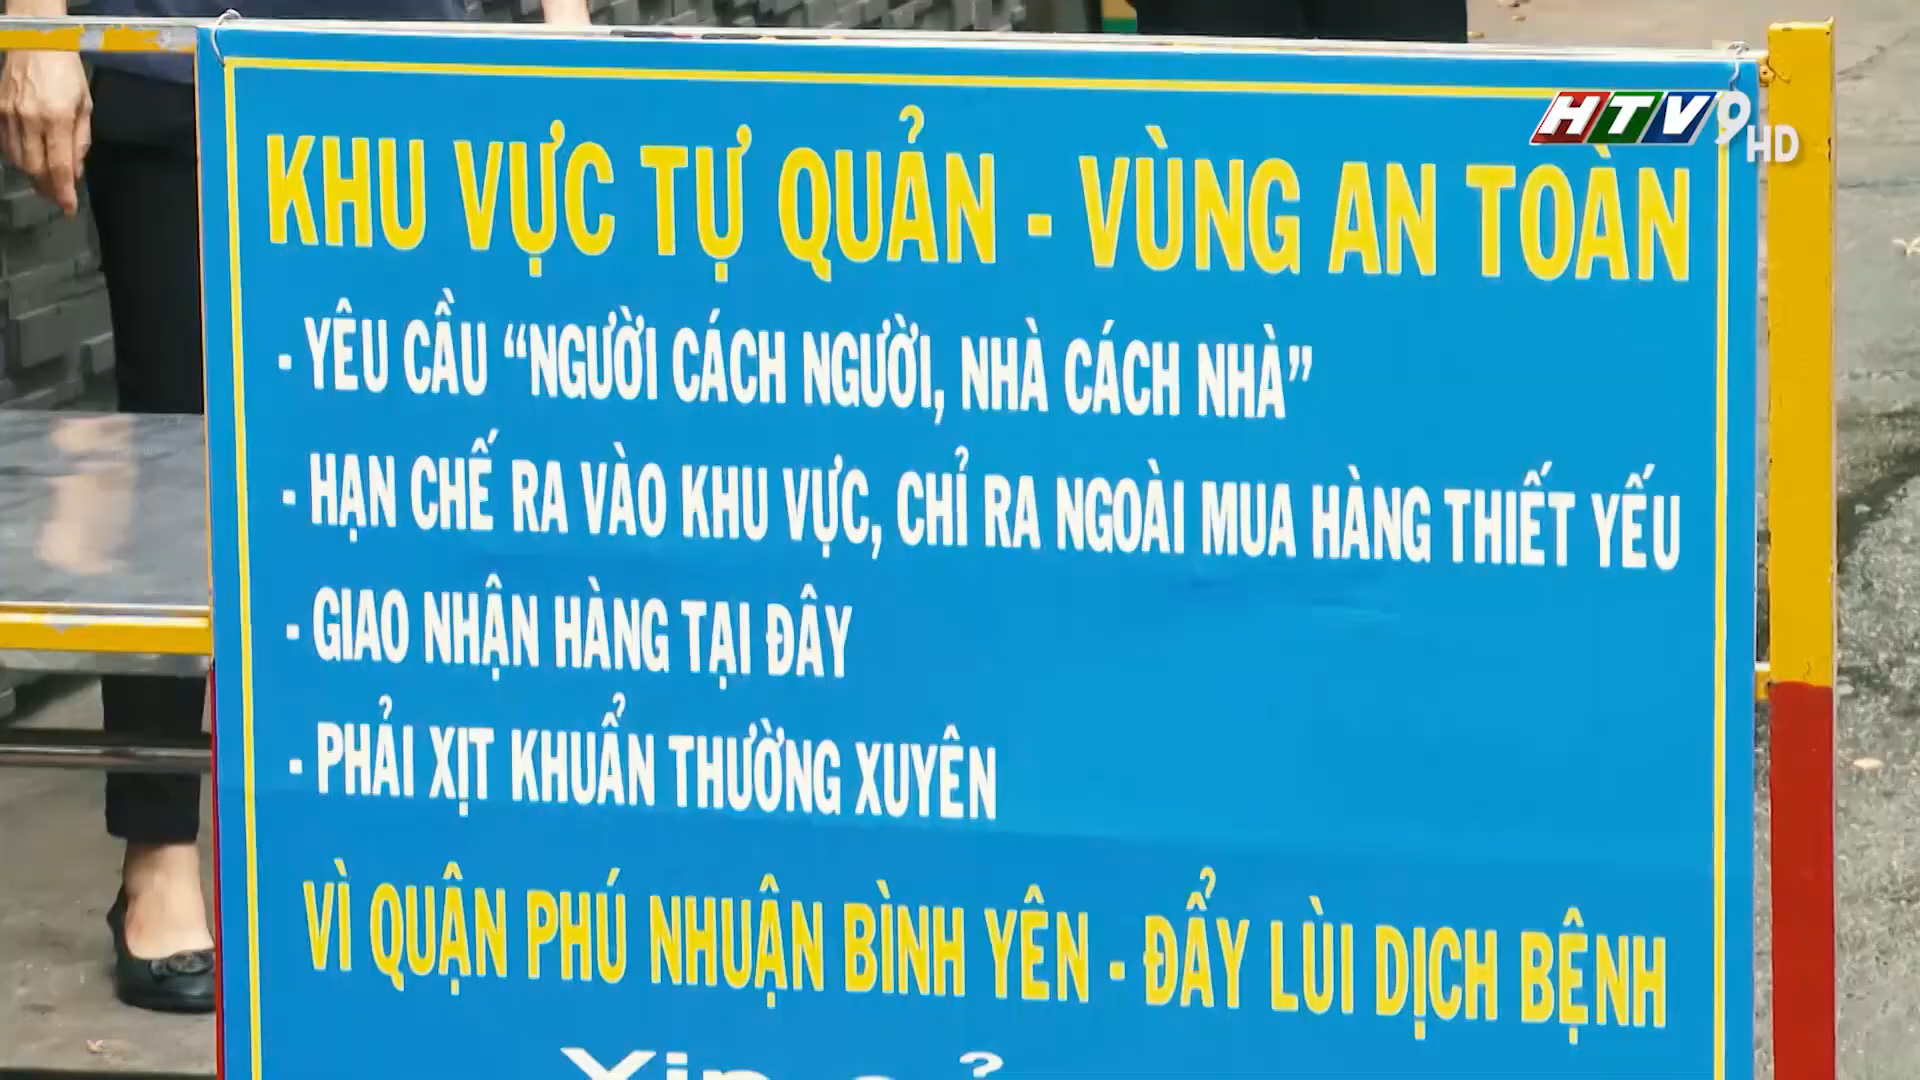 HTV9 HD
KHU VỰC TỰ QUẢN - VÙNG AN TOÀN
- YÊU CẦU “NGƯỜI CÁCH NGƯỜI, NHÀ CÁCH NHÀ”
- HẠN CHẾ RA VÀO KHU VỰC, CHỈ RA NGOÀI MUA HÀNG THIẾT YẾU
- GIAO NHẬN HÀNG TẠI ĐÂY
- PHẢI XỊT KHUẨN THƯỜNG XUYÊN
VÌ QUẬN PHÚ NHUẬN BÌNH YÊN - ĐẨY LÙI DỊCH BỆNH
Xin